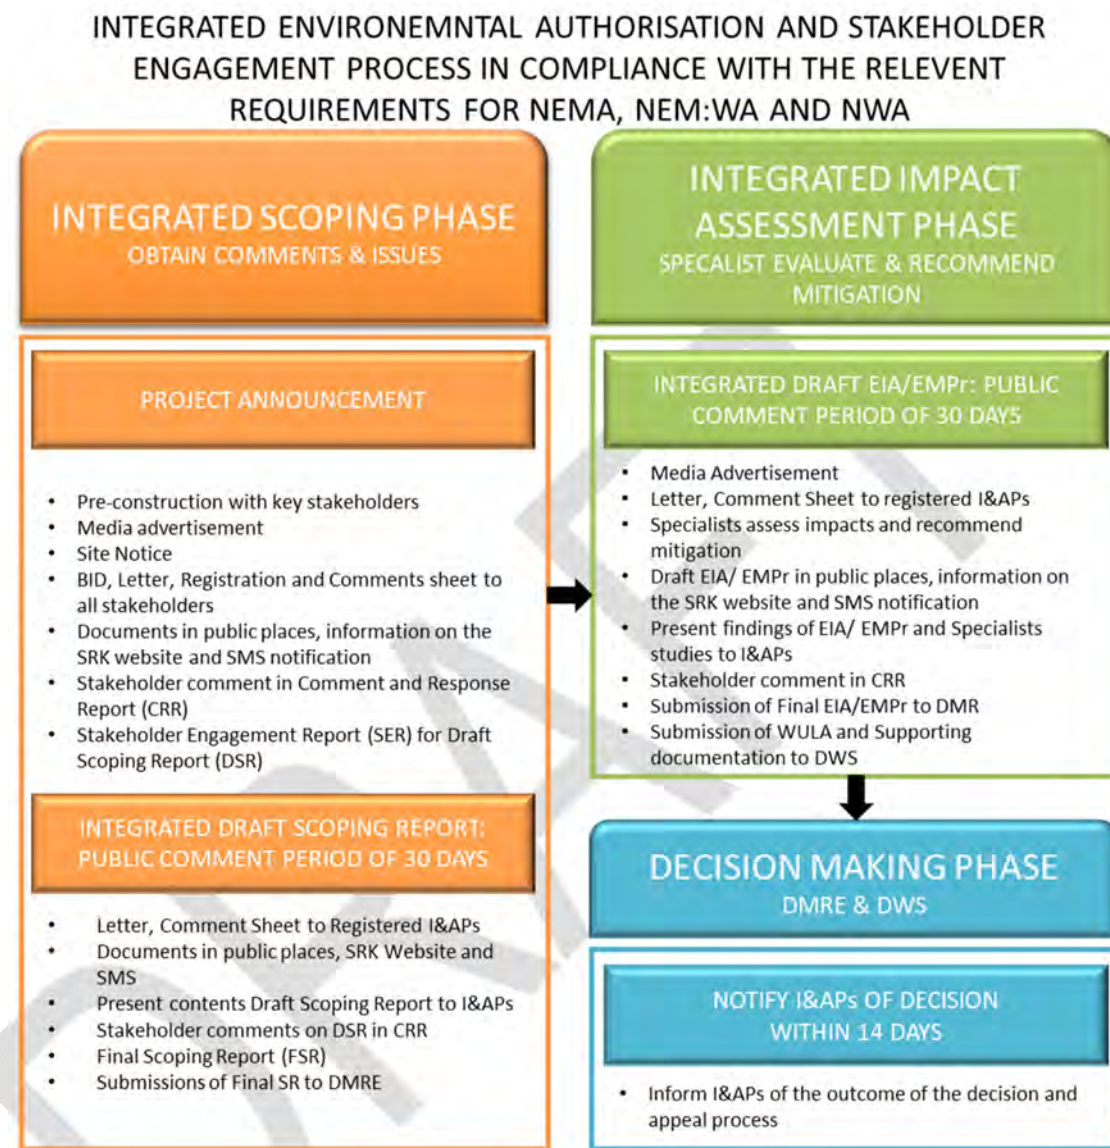 INTEGRATED ENVIRONEMNTAL AUTHORISATION AND STAKEHOLDER
ENGAGEMENT PROCESS IN COMPLIANCE WITH THE RELEVENT
REQUIREMENTS FOR NEMA, NEM:WA AND NWA
INTEGRATED SCOPING PHASE
OBTAIN COMMENTS & ISSUES
PROJECT ANNOUNCEMENT
• Pre-construction with key stakeholders
• Media advertisement
• Site Notice
• BID, Letter, Registration and Comments sheet to
all stakeholders
• Documents in public places, information on the
SRK website and SMS notification
• Stakeholder comment in Comment and Response
Report (CRR)
• Stakeholder Engagement Report (SER) for Draft
Scoping Report (DSR)
INTEGRATED DRAFT SCOPING REPORT:
PUBLIC COMMENT PERIOD OF 30 DAYS
• Letter, Comment Sheet to Registered I&APs
• Documents in public places, SRK Website and
SMS
• Present contents Draft Scoping Report to I&APs
• Stakeholder comments on DSR in CRR
• Final Scoping Report (FSR)
• Submissions of Final SR to DMRE
INTEGRATED IMPACT
ASSESSMENT PHASE
SPECALIST EVALUATE & RECOMMEND
MITIGATION
INTEGRATED DRAFT EIA/EMPr: PUBLIC
COMMENT PERIOD OF 30 DAYS
• Media Advertisement
• Letter, Comment Sheet to registered I&APs
• Specialists assess impacts and recommend
mitigation
• Draft EIA/ EMPr in public places, information on
the SRK website and SMS notification
• Present findings of EIA/ EMPr and Specialists
studies to I&APs
• Stakeholder comment in CRR
• Submission of Final EIA/EMPr to DMR
• Submission of WULA and Supporting
documentation to DWS
DECISION MAKING PHASE
DMRE & DWS
NOTIFY I&APs OF DECISION
WITHIN 14 DAYS
• Inform I&APs of the outcome of the decision and
appeal process
DRAFT